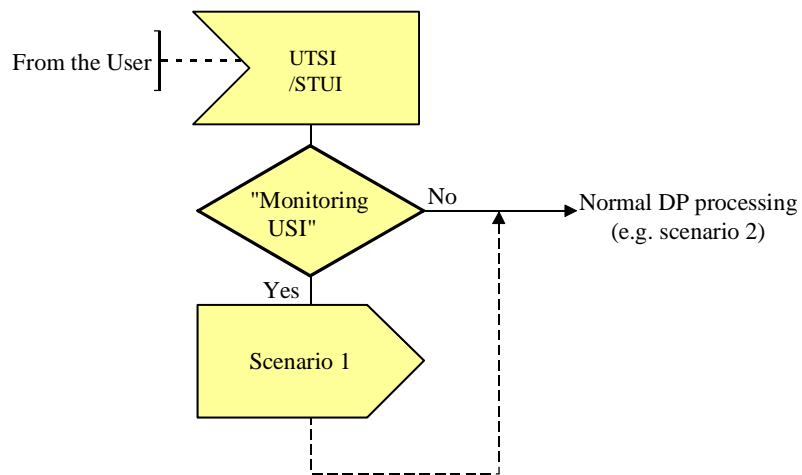 From the User
UTSI
/STUI
"Monitoring
USI"
No
Normal DP processing
(e.g. scenario 2)
Yes
Scenario 1